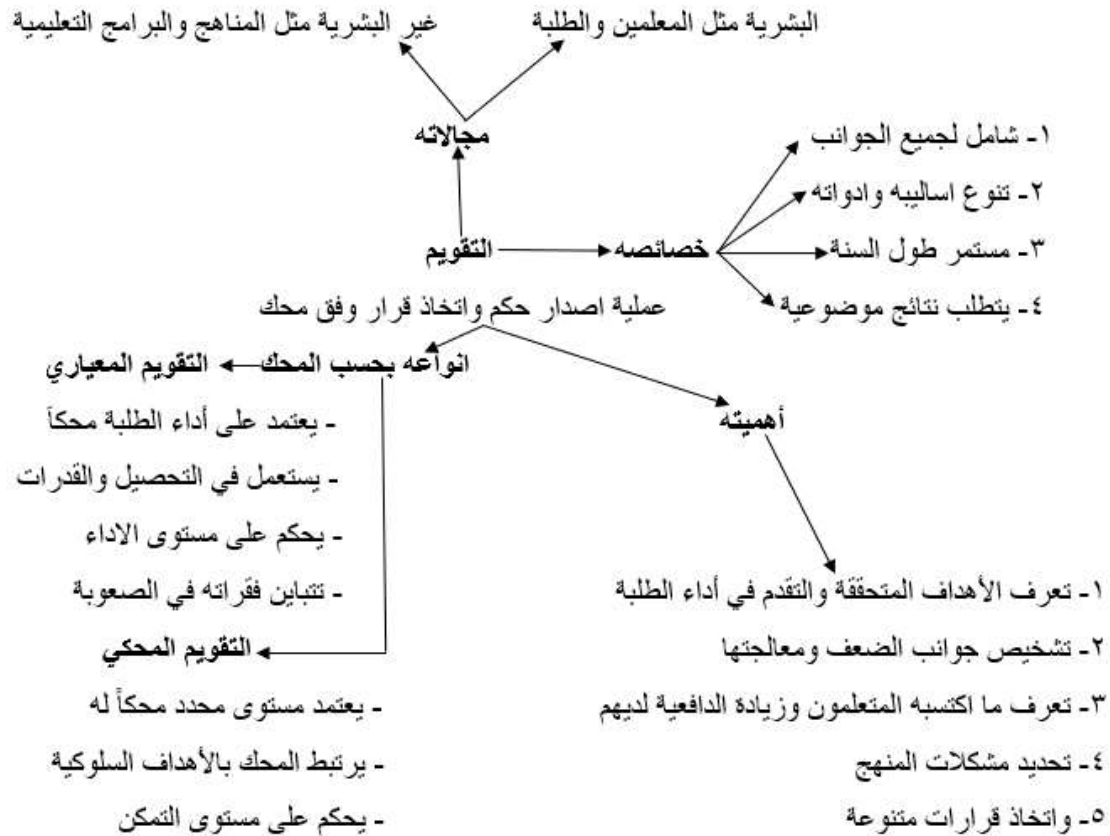 البشرية مثل المعلمين والطلبة
غير البشرية مثل المناهج والبرامج التعليمية
مجالاته
١- شامل لجميع الجوانب
٢- تنوع اساليبه وادواته
٣- مستمر طول السنة
٤- يتطلب نتائج موضوعية
خصائصه
التقويم
عملية اصدار حكم واتخاذ قرار وفق محك
انواعه بحسب المحك
التقويم المعياري
- يعتمد على أداء الطلبة محكاً
- يستعمل في التحصيل والقدرات
- يحكم على مستوى الاداء
- تتباين فقراته في الصعوبة
التقويم المحكي
- يعتمد مستوى محدد محكاً له
- يرتبط المحك بالأهداف السلوكية
- يحكم على مستوى التمكن
أهميته
١- تعرف الأهداف المتحققة والتقدم في أداء الطلبة
٢- تشخيص جوانب الضعف ومعالجتها
٣- تعرف ما اكتسبه المتعلمون وزيادة الدافعية لديهم
٤- تحديد مشكلات المنهج
٥- واتخاذ قرارات متنوعة